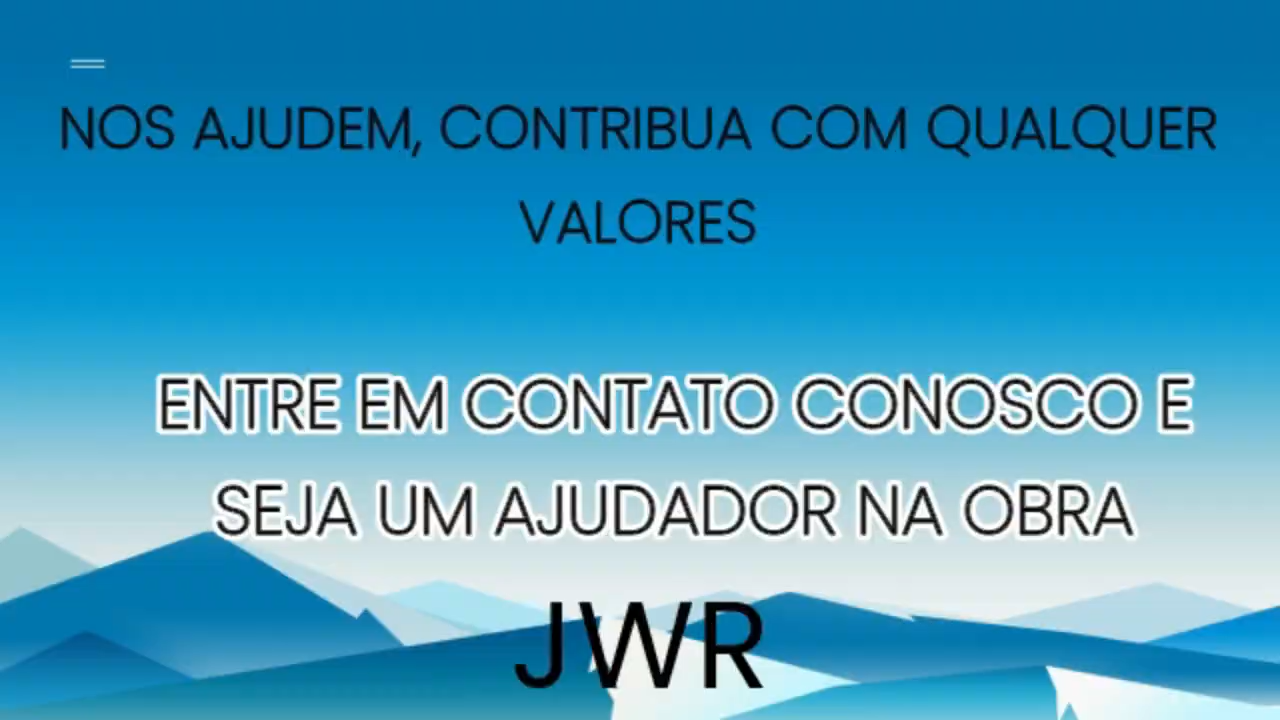 NOS AJUDEM, CONTRIBUA COM QUALQUER
VALORES
ENTRE EM CONTATO CONOSCO E
SEJA UM AJUDADOR NA OBRA
JWR